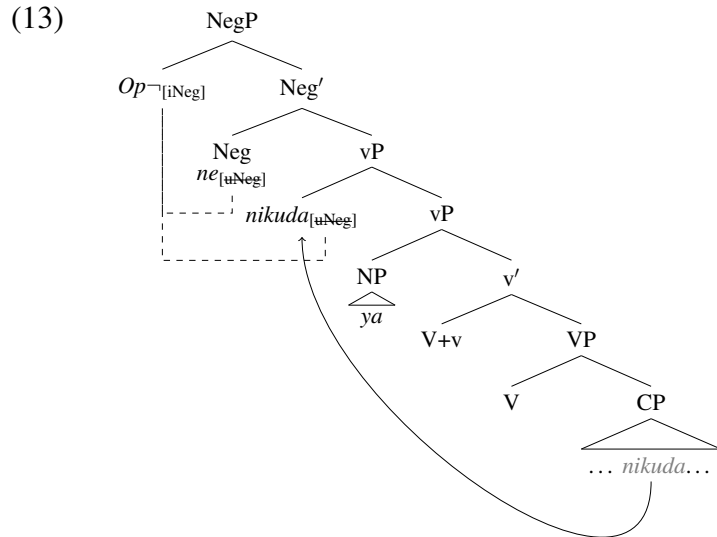 (13)
NegP
Op¬[iNeg] Neg′
Neg vP
ne[uNeg]
nikuda[uNeg] vP
NP v′
ya
V+v VP
V CP
… nikuda…